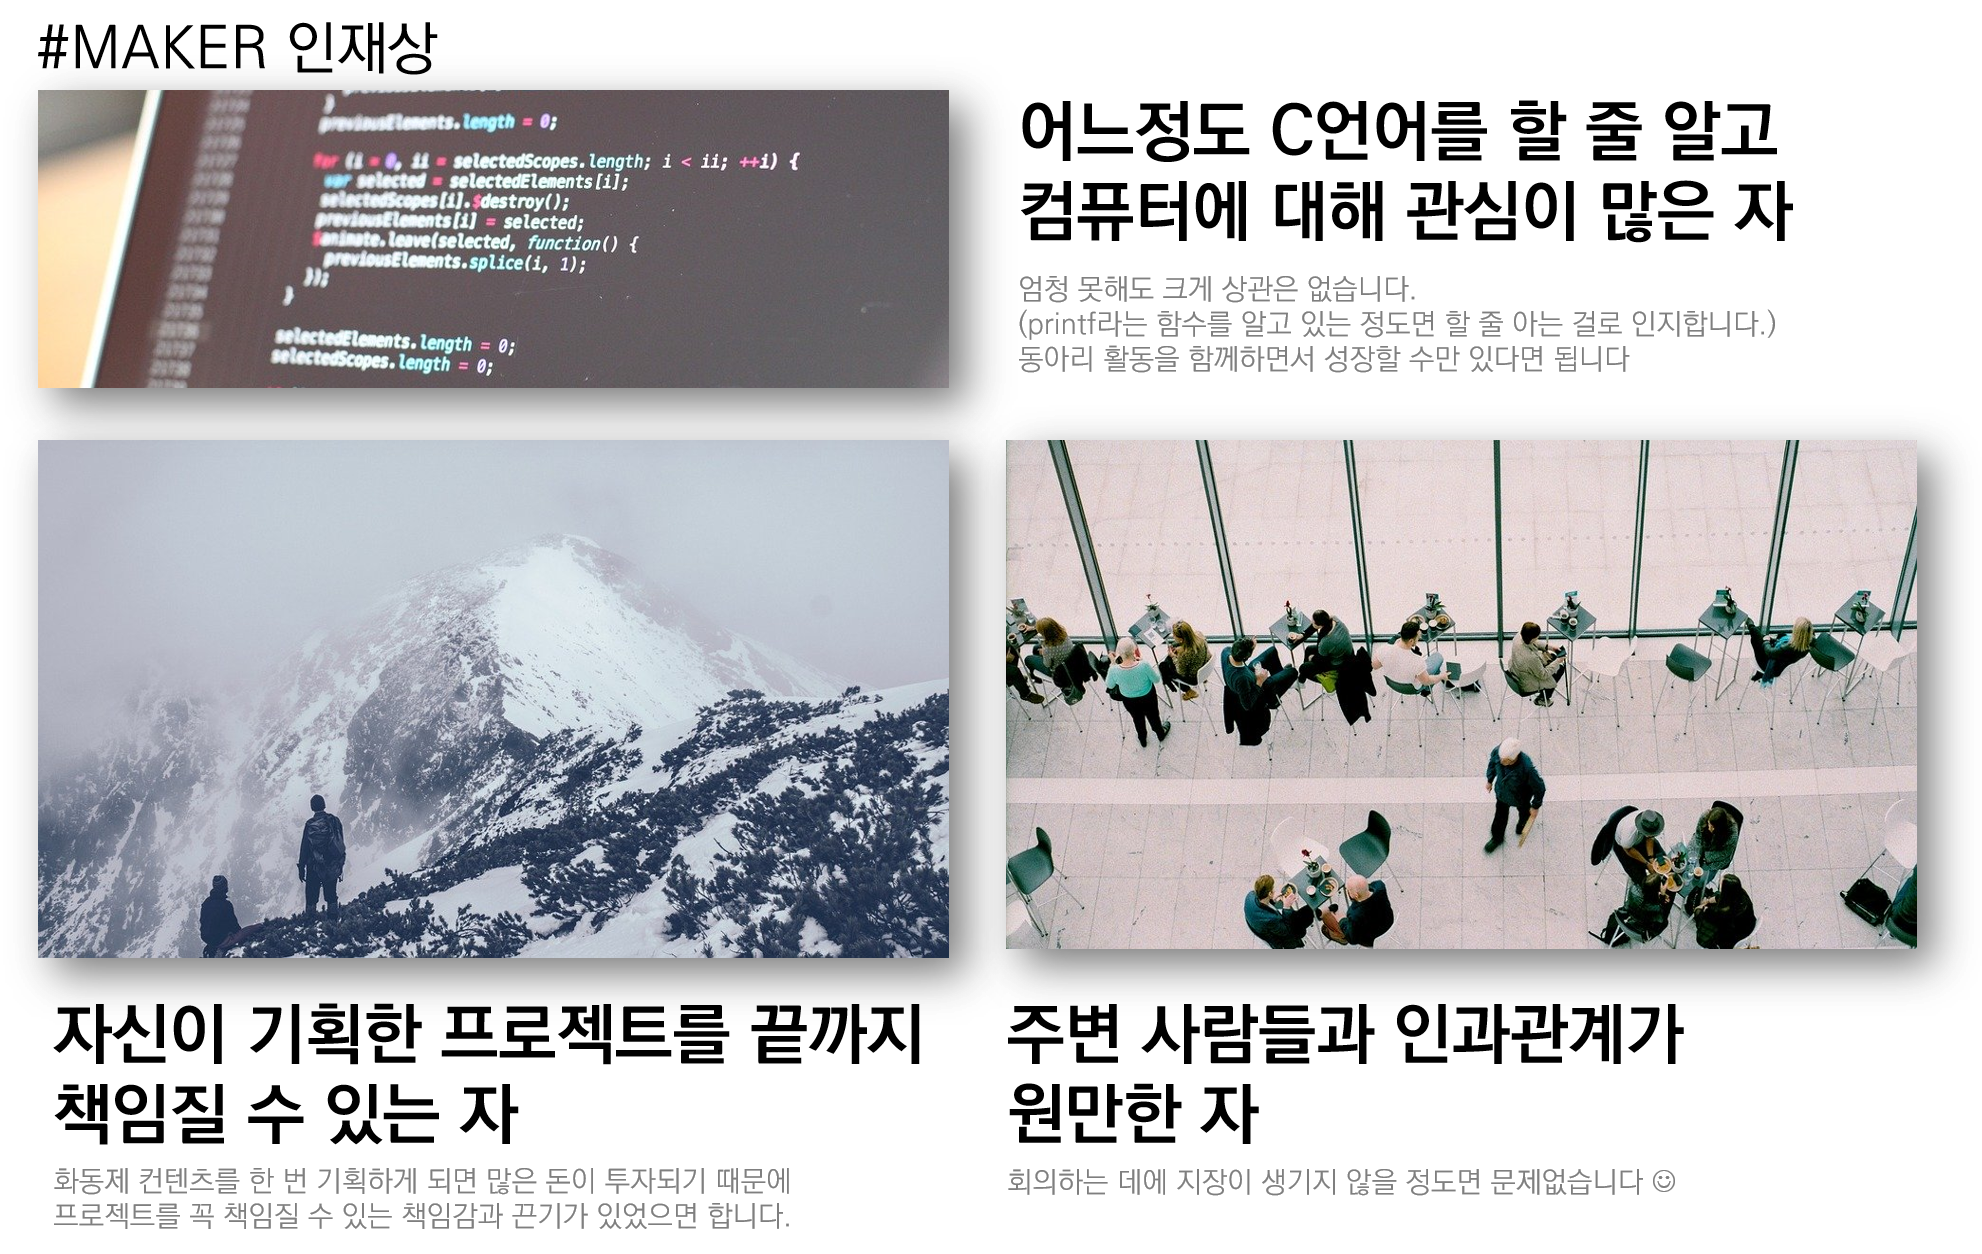 #MAKER 인재상
previousElements.length = 0;
for (i = 0, ii = selectedScopes.length; i < ii; ++i) {
var selected = selectedElements[i];
selectedScopes[i].$destroy();
previousElements[i] = selected;
$animate.leave(selected, function() {
previousElements.splice(i, 1);
});
}
selectedElements.length = 0;
selectedScopes.length = 0;
어느정도 C언어를 할 줄 알고
컴퓨터에 대해 관심이 많은 자
엄청 못해도 크게 상관은 없습니다.
(printf라는 함수를 알고 있는 정도면 할 줄 아는 걸로 인지합니다.)
동아리 활동을 함께하면서 성장할 수만 있다면 됩니다
자신이 기획한 프로젝트를 끝까지
책임질 수 있는 자
화동제 컨텐츠를 한 번 기획하게 되면 많은 돈이 투자되기 때문에
프로젝트를 꼭 책임질 수 있는 책임감과 끈기가 있었으면 합니다.
주변 사람들과 인과관계가
원만한 자
회의하는 데에 지장이 생기지 않을 정도면 문제없습니다 ☺